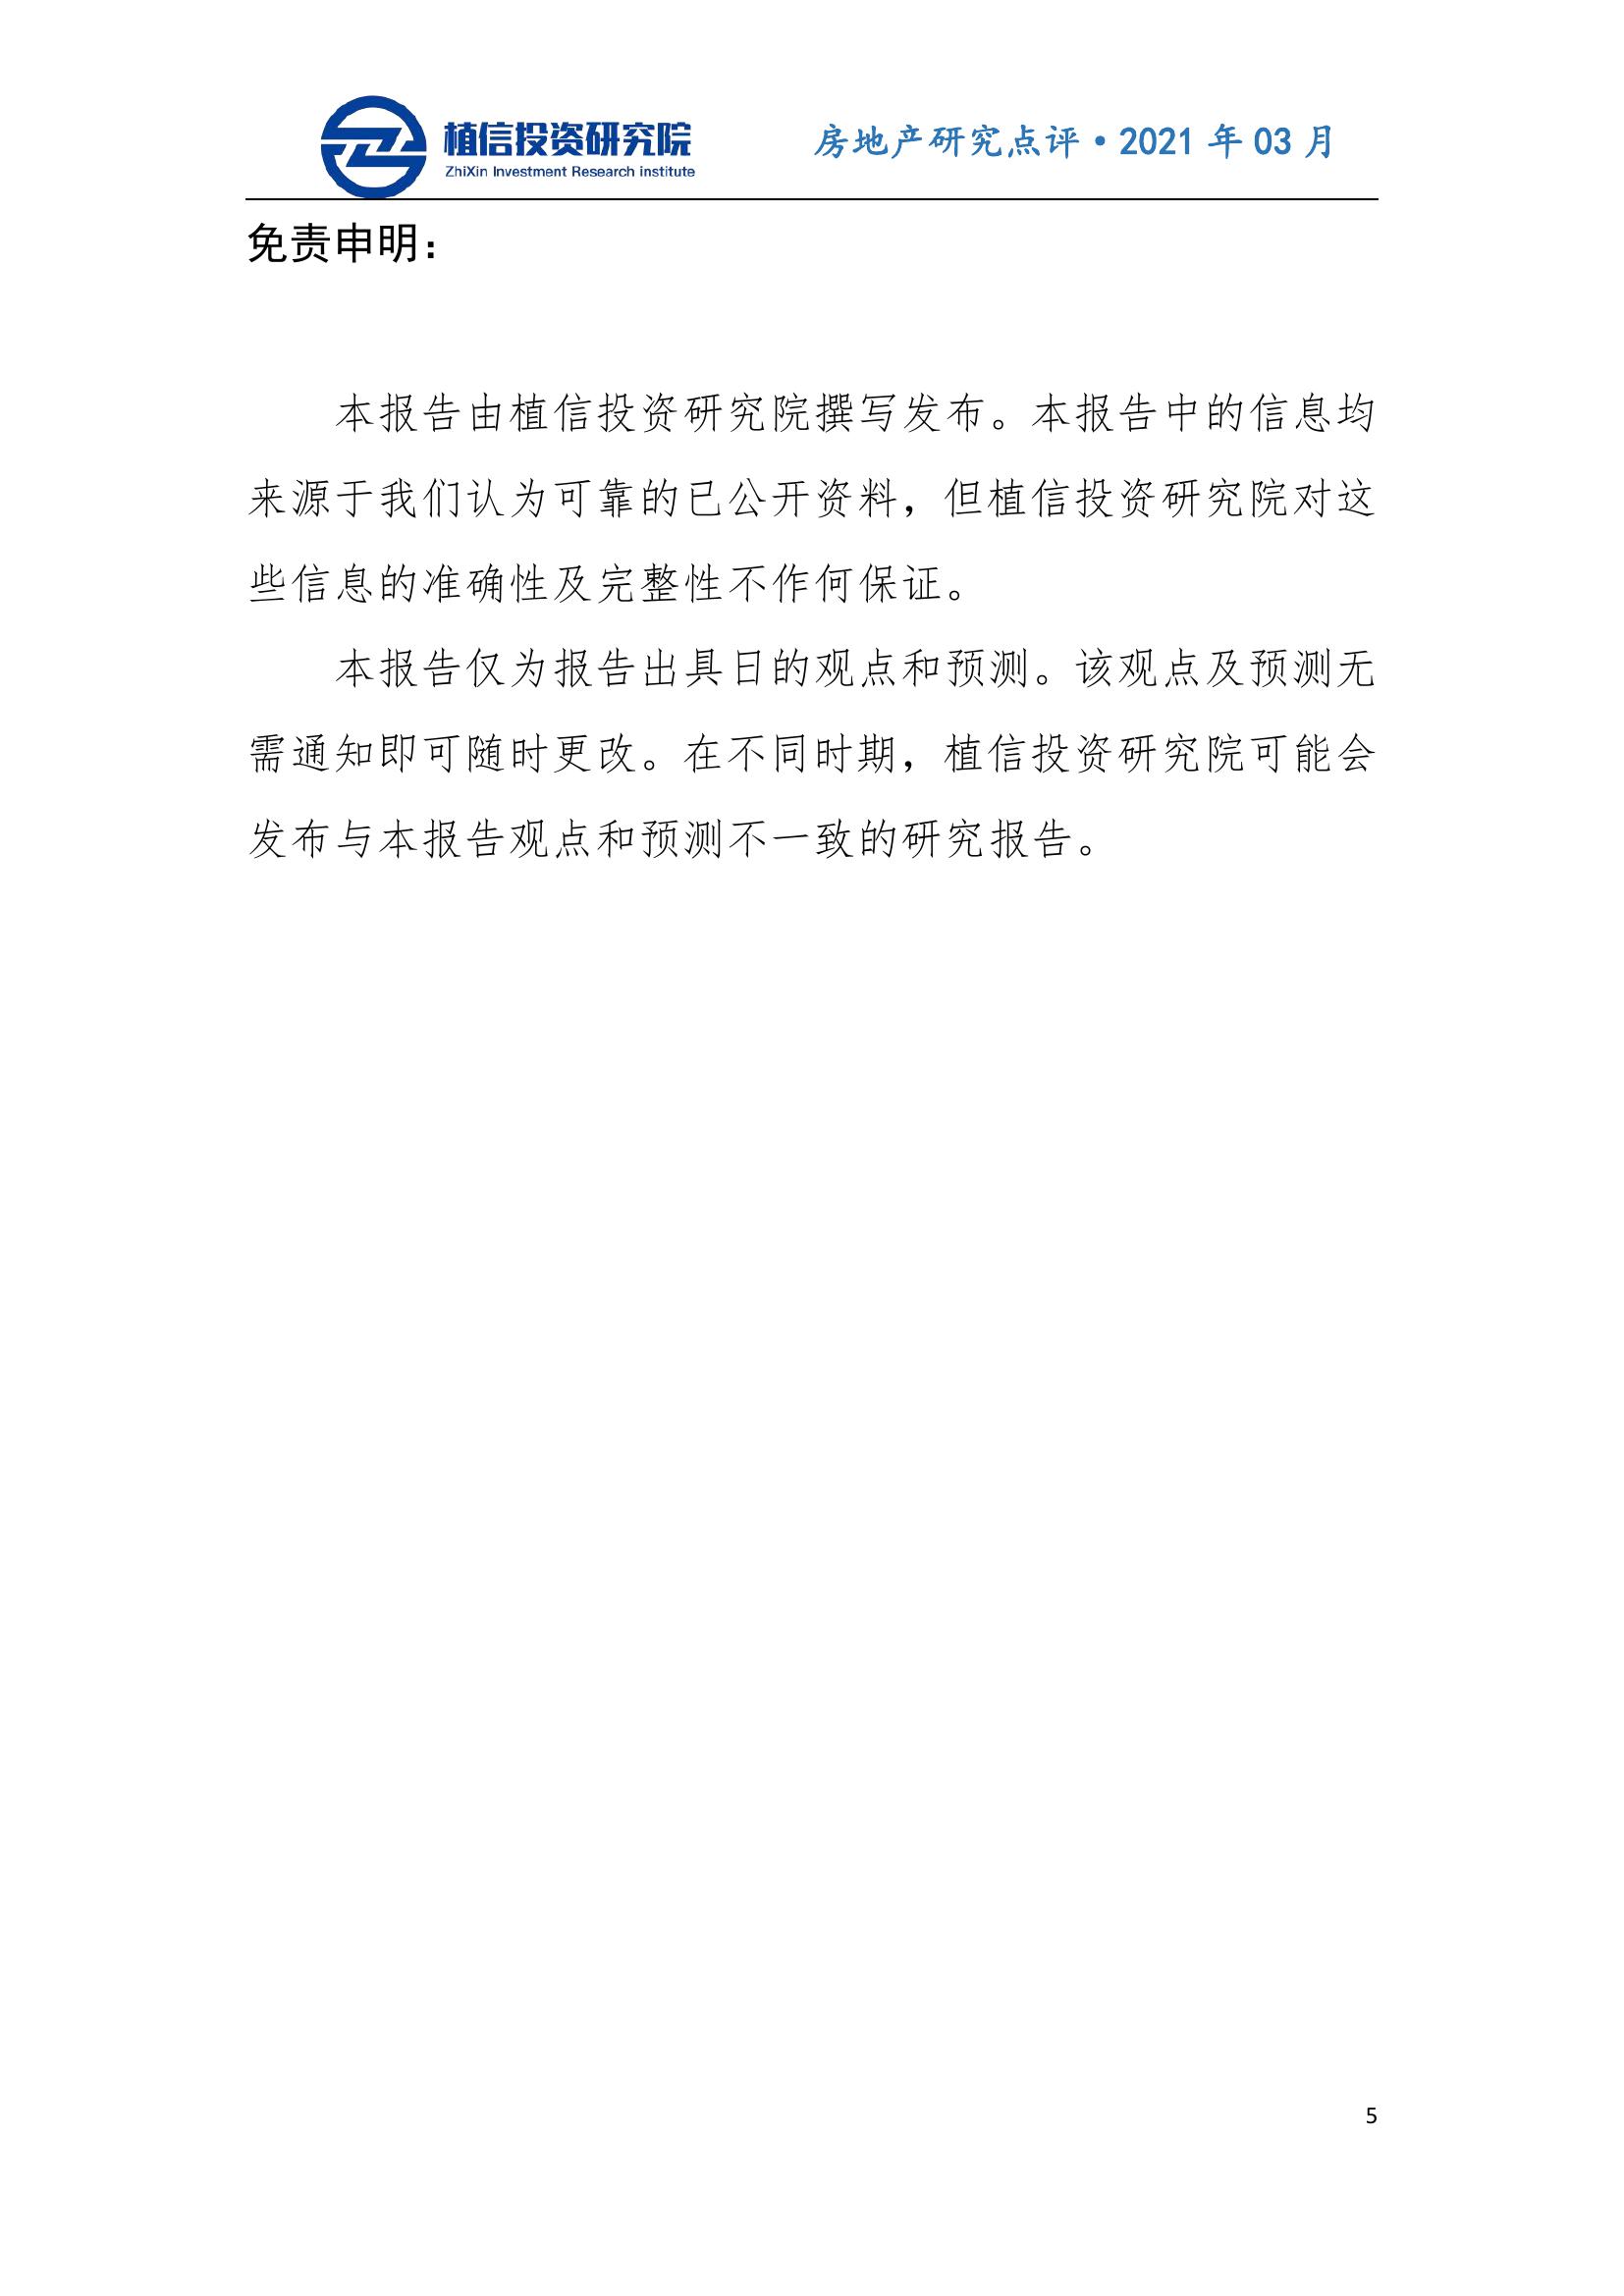 植信投资研究院
ZhiXin Investment Research institute
房地产研究点评·2021 年 03 月
免责申明：
本报告由植信投资研究院撰写发布。本报告中的信息均
来源于我们认为可靠的已公开资料，但植信投资研究院对这
些信息的准确性及完整性不作何保证。
本报告仅为报告出具日的观点和预测。该观点及预测无
需通知即可随时更改。在不同时期，植信投资研究院可能会
发布与本报告观点和预测不一致的研究报告。
5